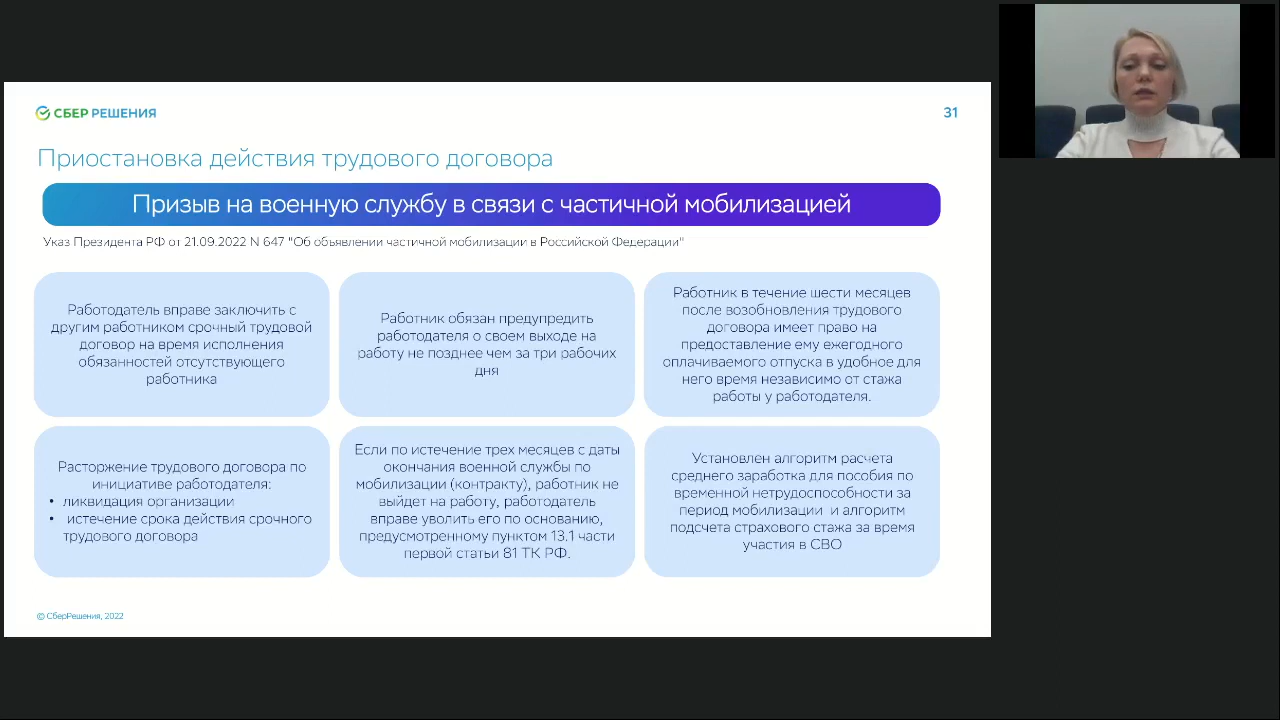 СБЕР РЕШЕНИЯ
31
Приостановка действия трудового договора
Призыв на военную службу в связи с частичной мобилизацией
Указ Президента РФ от 21.09.2022 N 647 "Об объявлении частичной мобилизации в Российской Федерации"
Работодатель вправе заключить с
другим работником срочный трудовой
договор на время исполнения
обязанностей отсутствующего
работника
Работник обязан предупредить
работодателя о своем выходе на
работу не позднее чем за три рабочих
дня
Работник в течение шести месяцев
после возобновления трудового
договора имеет право на
предоставление ему ежегодного
оплачиваемого отпуска в удобное для
него время независимо от стажа
работы у работодателя.
Расторжение трудового договора по
инициативе работодателя:
• ликвидация организации
• истечение срока действия срочного
трудового договора
Если по истечение трех месяцев с даты
окончания военной службы по
мобилизации (контракту), работник не
выйдет на работу, работодатель
вправе уволить его по основанию,
предусмотренному пунктом 13.1 части
первой статьи 81 ТК РФ.
Установлен алгоритм расчета
среднего заработка для пособия по
временной нетрудоспособности за
период мобилизации и алгоритм
подсчета страхового стажа за время
участия в СВО
© СберРешения, 2022